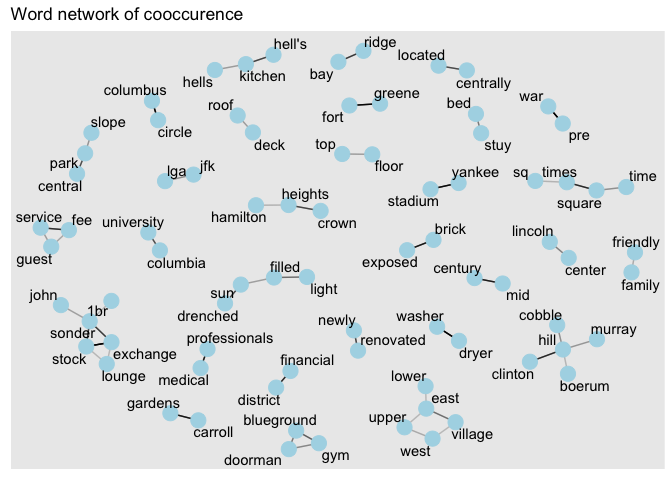 Word network of cooccurence
hell's
ridge
located
kitchen
hells
bay
centrally
columbus
greene
roof
bed
war
fort
slope
circle
pre
deck
top
stuy
park
floor
central
lga
jfk
yankee
sq
times
time
stadium
square
heights
hamilton
crown
service
fee
university
brick
lincoln
friendly
guest
columbia
exposed
center
century
filled
family
sun
light
mid
john
1br
drenched
newly
washer
cobble
sonder
professionals
hill
murray
stock
exchange
renovated
dryer
lounge
financial
medical
clinton
boerum
lower
district
gardens
east
blueground
upper
carroll
village
west
gym
doorman